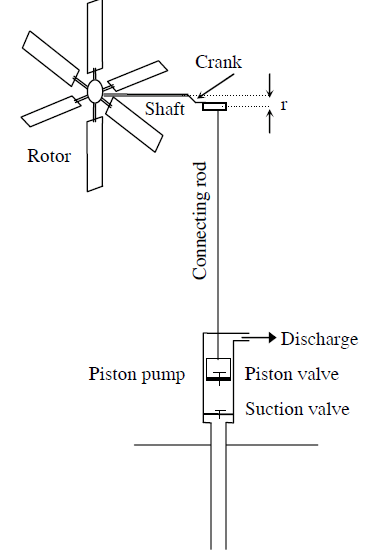 Crank
r
Shaft
Rotor
Connecting rod
Discharge
Piston pump
Piston valve
Suction valve